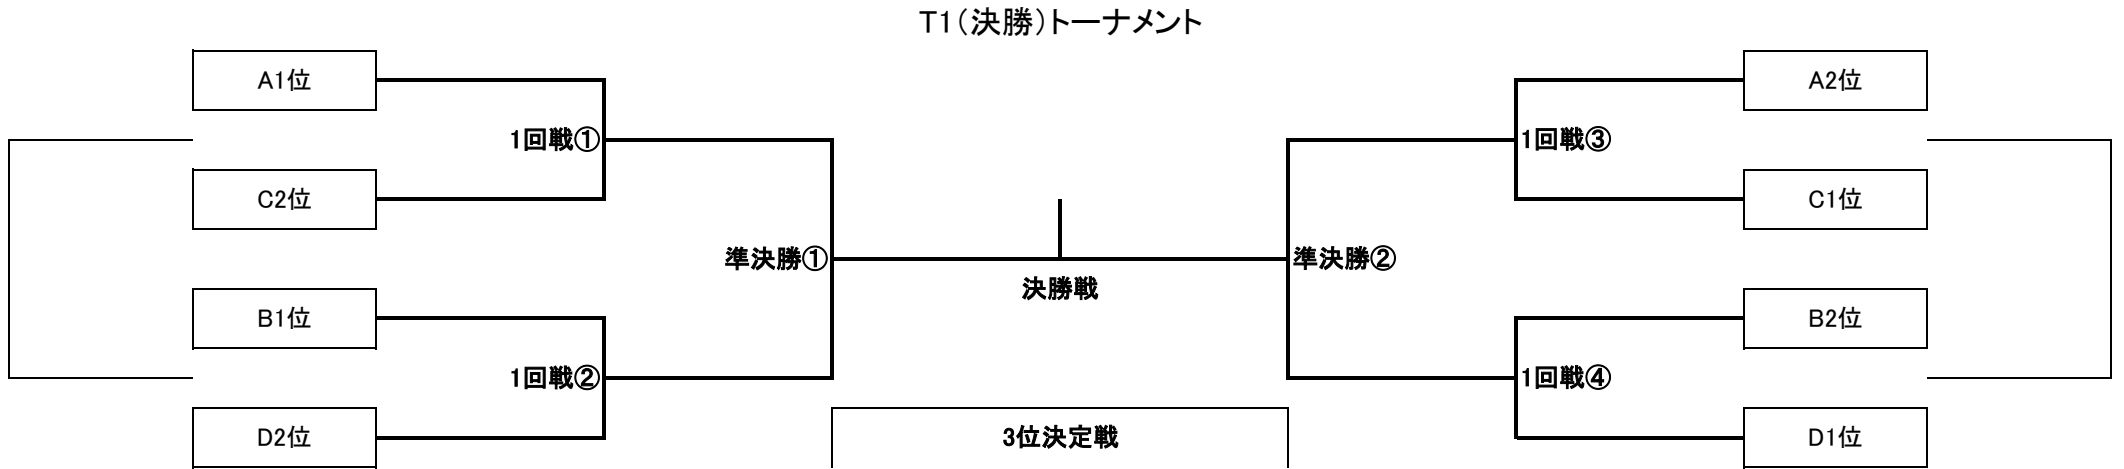 T1(決勝)トーナメント
A1位
1回戦①
C2位
準決勝①
B1位
1回戦②
D2位
決勝戦
3位決定戦
A2位
1回戦③
C1位
準決勝②
B2位
1回戦④
D1位